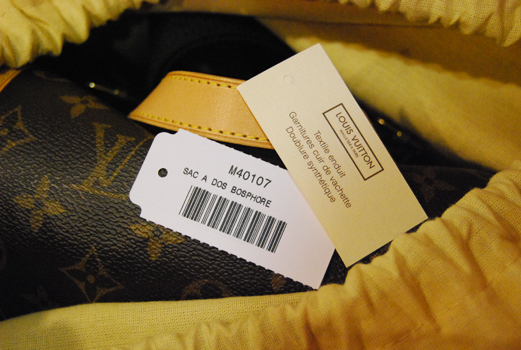 M40107
SAC A DOS BOSPHORE
LOUIS VUITTON
Textile enduit
Garnitures cuir de vachette
Doublure synthétique